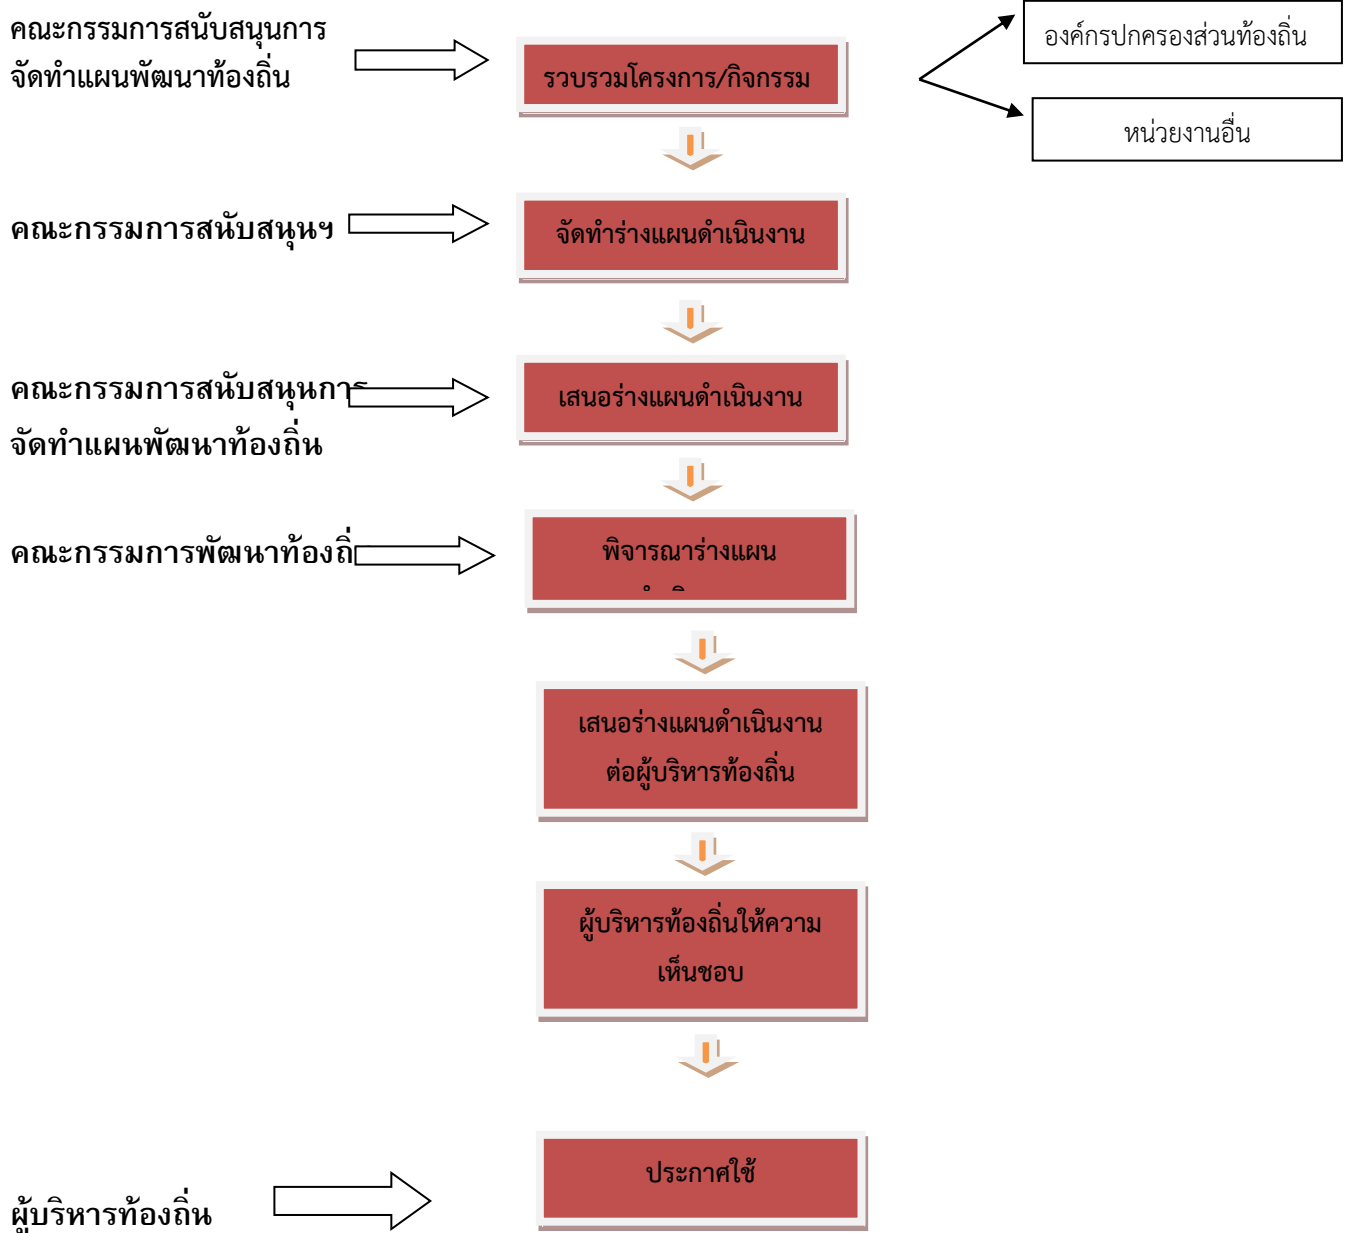 คณะกรรมการสนับสนุนการ
จัดทำแผนพัฒนาท้องถิ่น
รวบรวมโครงการ/กิจกรรม
องค์กรปกครองส่วนท้องถิ่น
หน่วยงานอื่น
คณะกรรมการสนับสนุนฯ
จัดทำร่างแผนดำเนินงาน
คณะกรรมการสนับสนุนการ
จัดทำแผนพัฒนาท้องถิ่น
เสนอร่างแผนดำเนินงาน
คณะกรรมการพัฒนาท้องถิ่
พิจารณาร่างแผน
เสนอร่างแผนดำเนินงาน
ต่อผู้บริหารท้องถิ่น
ผู้บริหารท้องถิ่นให้ความ
เห็นชอบ
ประกาศใช้
ผู้บริหารท้องถิ่น